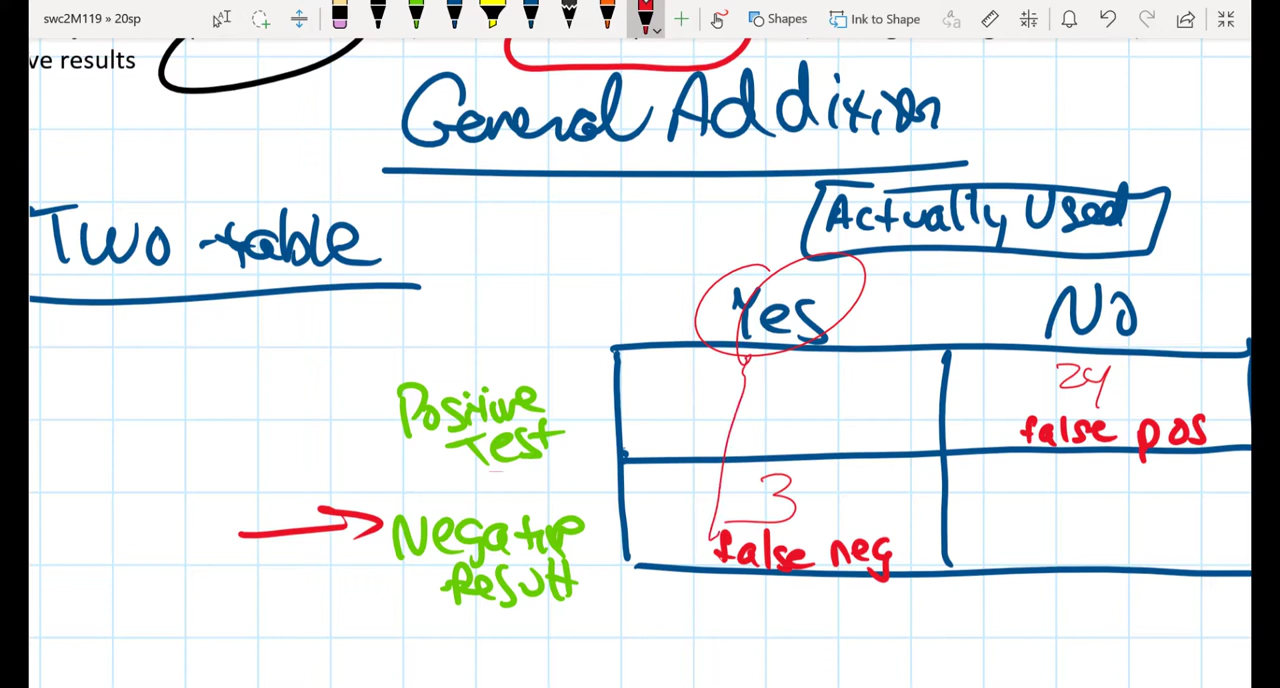 swc2M119 » 20sp
Shapes
Ink to Shape
ve results
General Addition
Actually Used
Two table
Yes
No
24
Positive
Test
false pos
3
Negative
Result
false neg